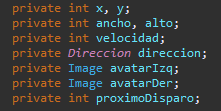 private int x, y;
private int ancho, alto;
private int velocidad;
private Direccion direccion;
private Image avatarIzq;
private Image avatarDer;
private int proximoDisparo;